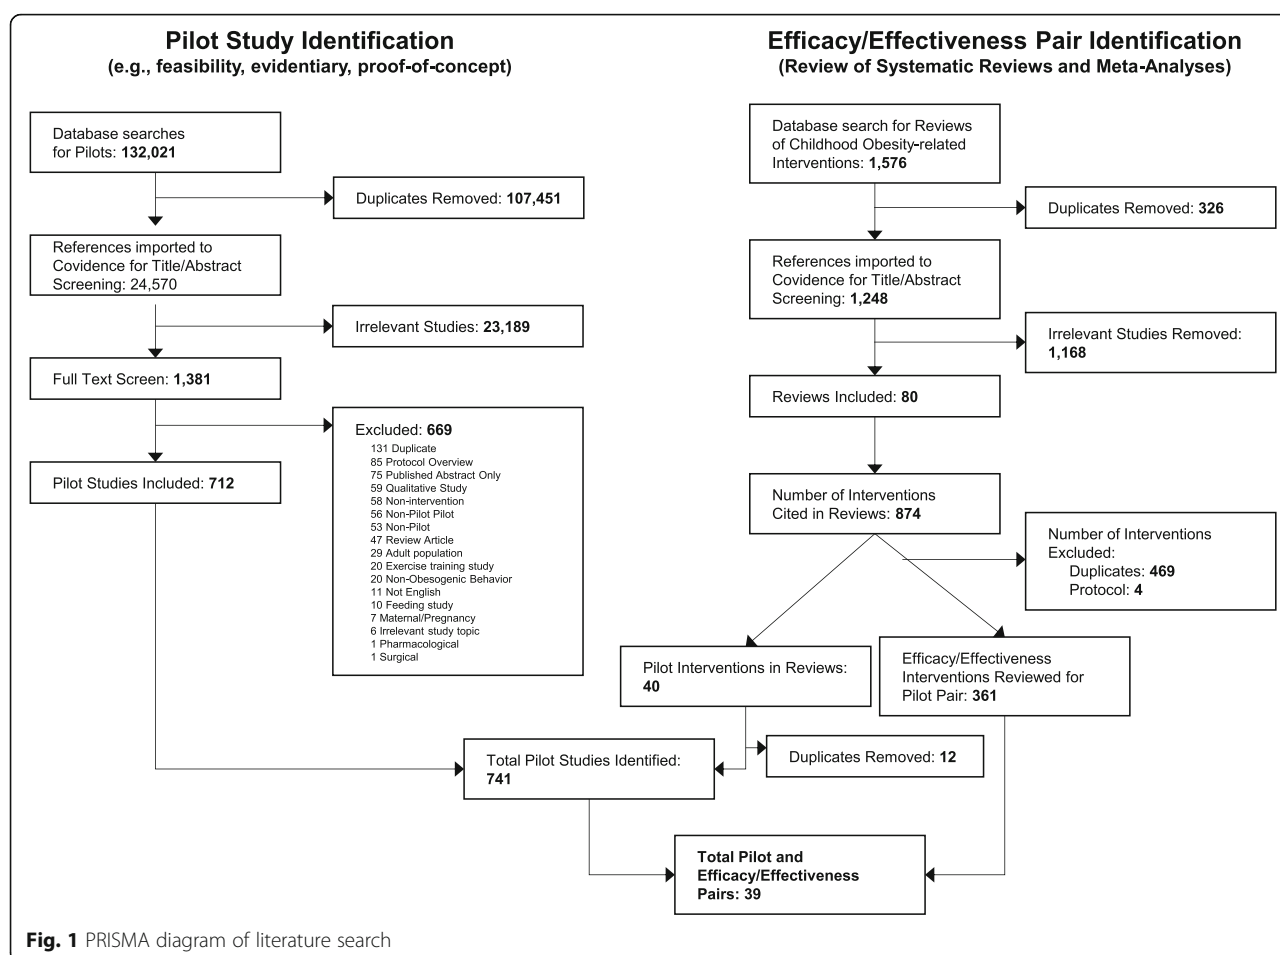 Pilot Study Identification
(e.g., feasibility, evidentiary, proof-of-concept)
Database searches
for Pilots: 132,021
Duplicates Removed: 107,451
References imported to
Covidence for Title/Abstract
Screening: 24,570
Irrelevant Studies: 23,189
Full Text Screen: 1,381
Excluded: 669
131 Duplicate
85 Protocol Overview
75 Published Abstract Only
59 Qualitative Study
58 Non-intervention
56 Non-Pilot Pilot
53 Non-Pilot
47 Review Article
29 Adult population
20 Exercise training study
20 Non-Obesogenic Behavior
11 Not English
10 Feeding study
7 Maternal/Pregnancy
6 Irrelevant study topic
1 Pharmacological
1 Surgical
Pilot Studies Included: 712
Efficacy/Effectiveness Pair Identification
(Review of Systematic Reviews and Meta-Analyses)
Database search for Reviews
of Childhood Obesity-related
Interventions: 1,576
Duplicates Removed: 326
References imported to
Covidence for Title/Abstract
Screening: 1,248
Irrelevant Studies Removed:
1,168
Reviews Included: 80
Number of Interventions
Cited in Reviews: 874
Number of Interventions
Excluded:
Duplicates: 469
Protocol: 4
Pilot Interventions in Reviews:
40
Efficacy/Effectiveness
Interventions Reviewed for
Pilot Pair: 361
Duplicates Removed: 12
Total Pilot Studies Identified:
741
Total Pilot and
Efficacy/Effectiveness
Pairs: 39
Fig. 1 PRISMA diagram of literature search